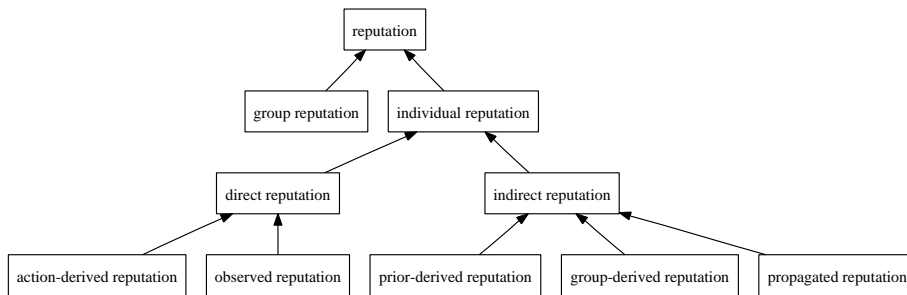 reputation
group reputation
individual reputation
direct reputation
indirect reputation
action-derived reputation
observed reputation
prior-derived reputation
group-derived reputation
propagated reputation